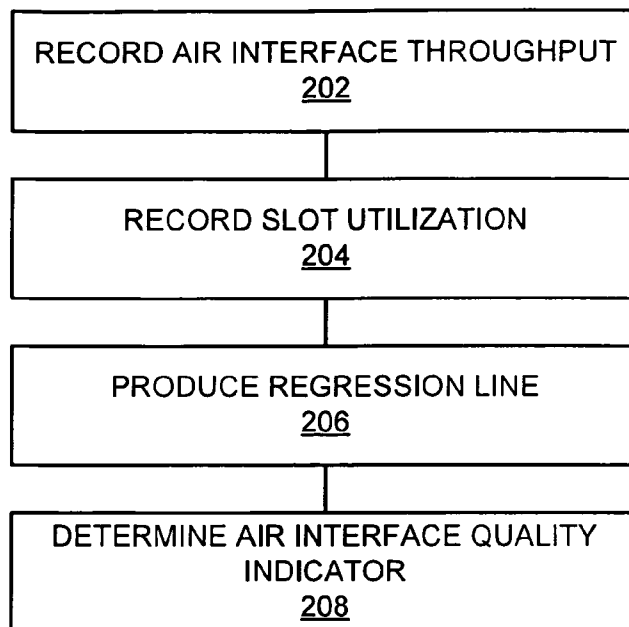 RECORD AIR INTERFACE THROUGHPUT
202
RECORD SLOT UTILIZATION
204
PRODUCE REGRESSION LINE
206
DETERMINE AIR INTERFACE QUALITY
INDICATOR
208